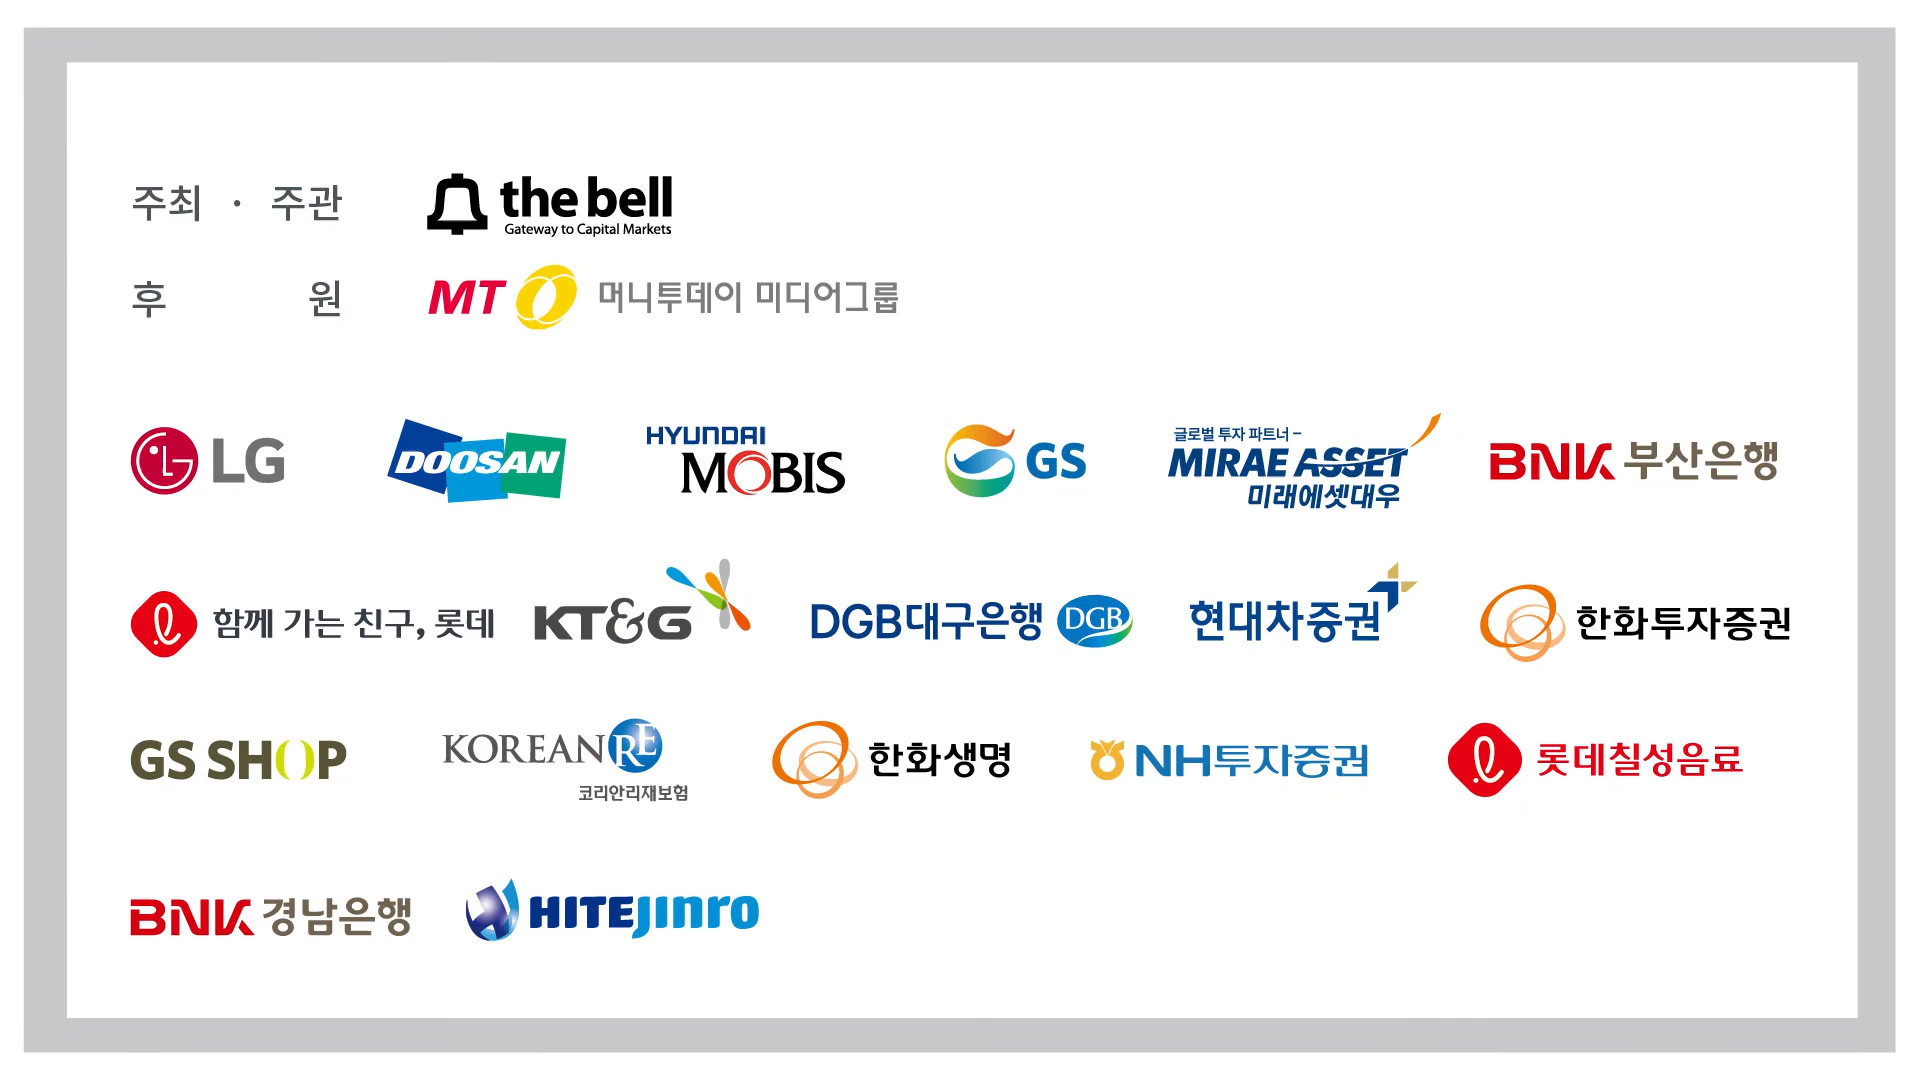 주최 · 주관 the bell
Gateway to Capital Markets
후 원 MT 머니투데이 미디어그룹
LG
DOOSAN
HYUNDAI
MOBIS
GS
글로벌 투자 파트너 –
MIRAE ASSET
미래에셋대우
BNK 부산은행
함께 가는 친구, 롯데
KT&G
DGB대구은행 DGB
현대차증권
한화투자증권
GS SHOP
KOREAN RE
코리안리재보험
한화생명
NH투자증권
롯데칠성음료
BNK 경남은행
HITEJINRO